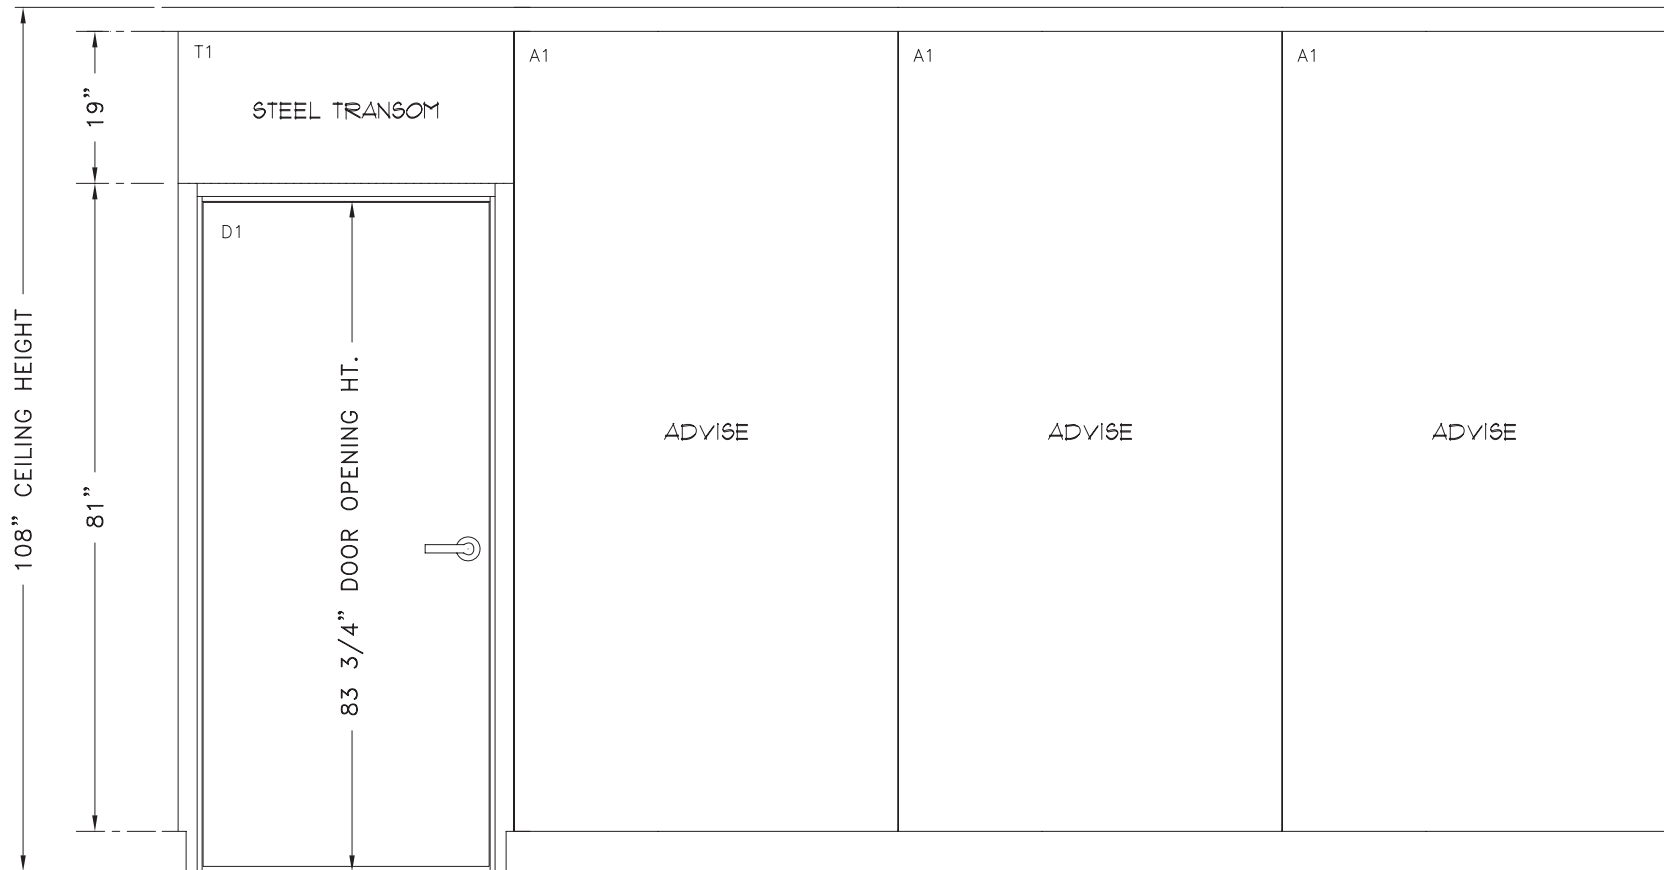 T1
A1
A1
A1
19”
STEEL TRANSOM
D1
108” CEILING HEIGHT
81”
83 3/4” DOOR OPENING HT.
ADVISE
ADVISE
ADVISE